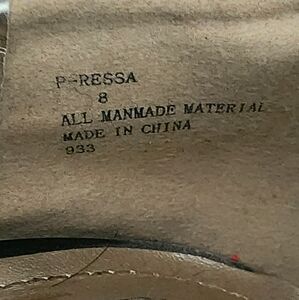 P-RESSA
8
ALL MANMADE MATERIAL
MADE IN CHINA
933